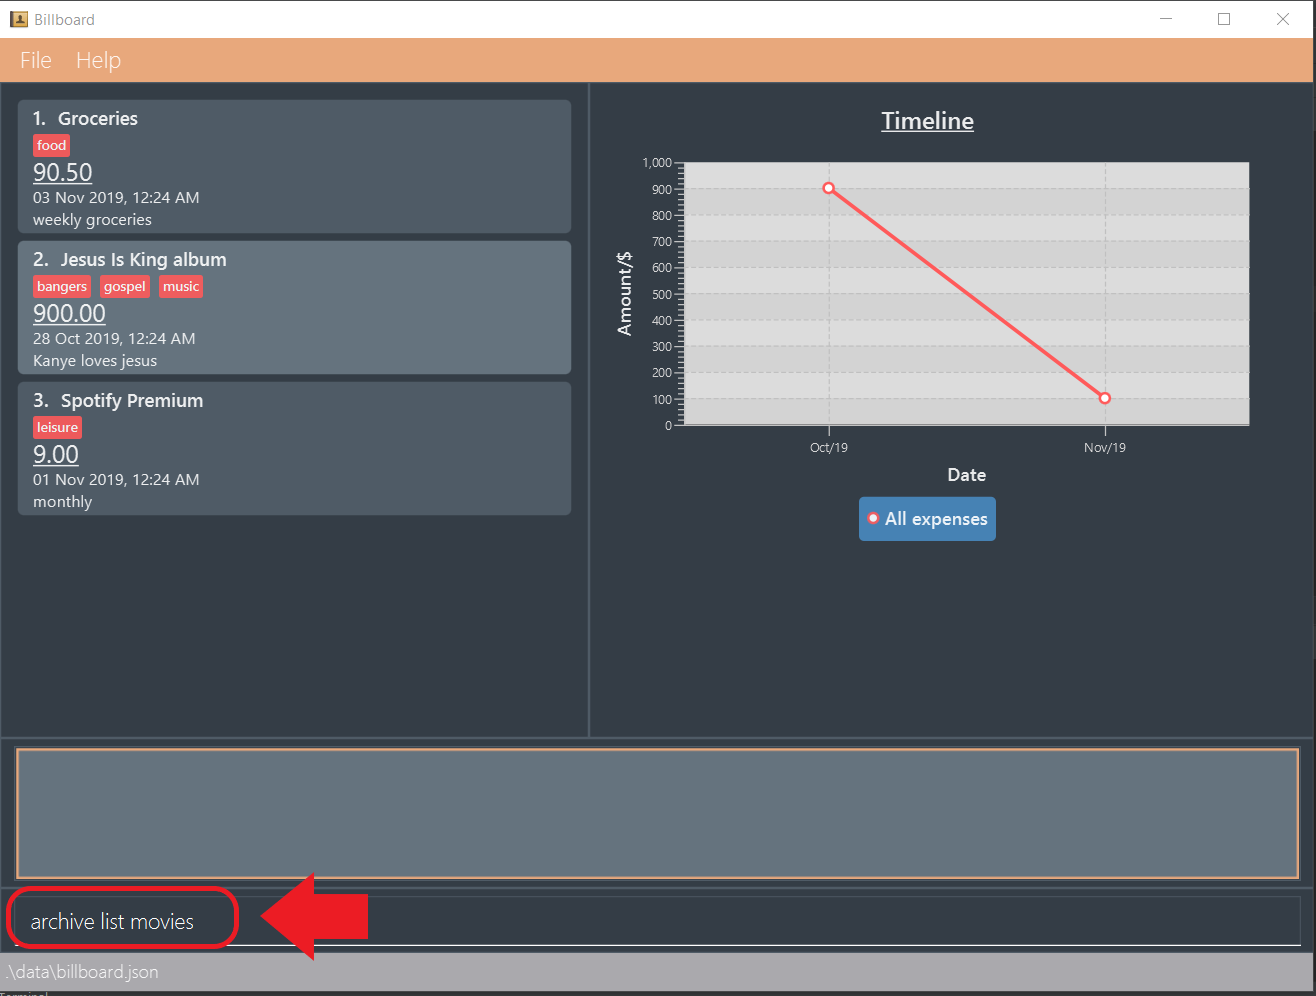 Billboard
File Help
1. Groceries
food
90.50
03 Nov 2019, 12:24 AM
weekly groceries
2. Jesus Is King album
bangers gospel music
900.00
28 Oct 2019, 12:24 AM
Kanye loves jesus
3. Spotify Premium
leisure
9.00
01 Nov 2019, 12:24 AM
monthly
Timeline
Amount/$
1,000
900
800
700
600
500
400
300
200
100
0
Oct/19 Nov/19
Date
All expenses
archive list movies
.\data\billboard.json